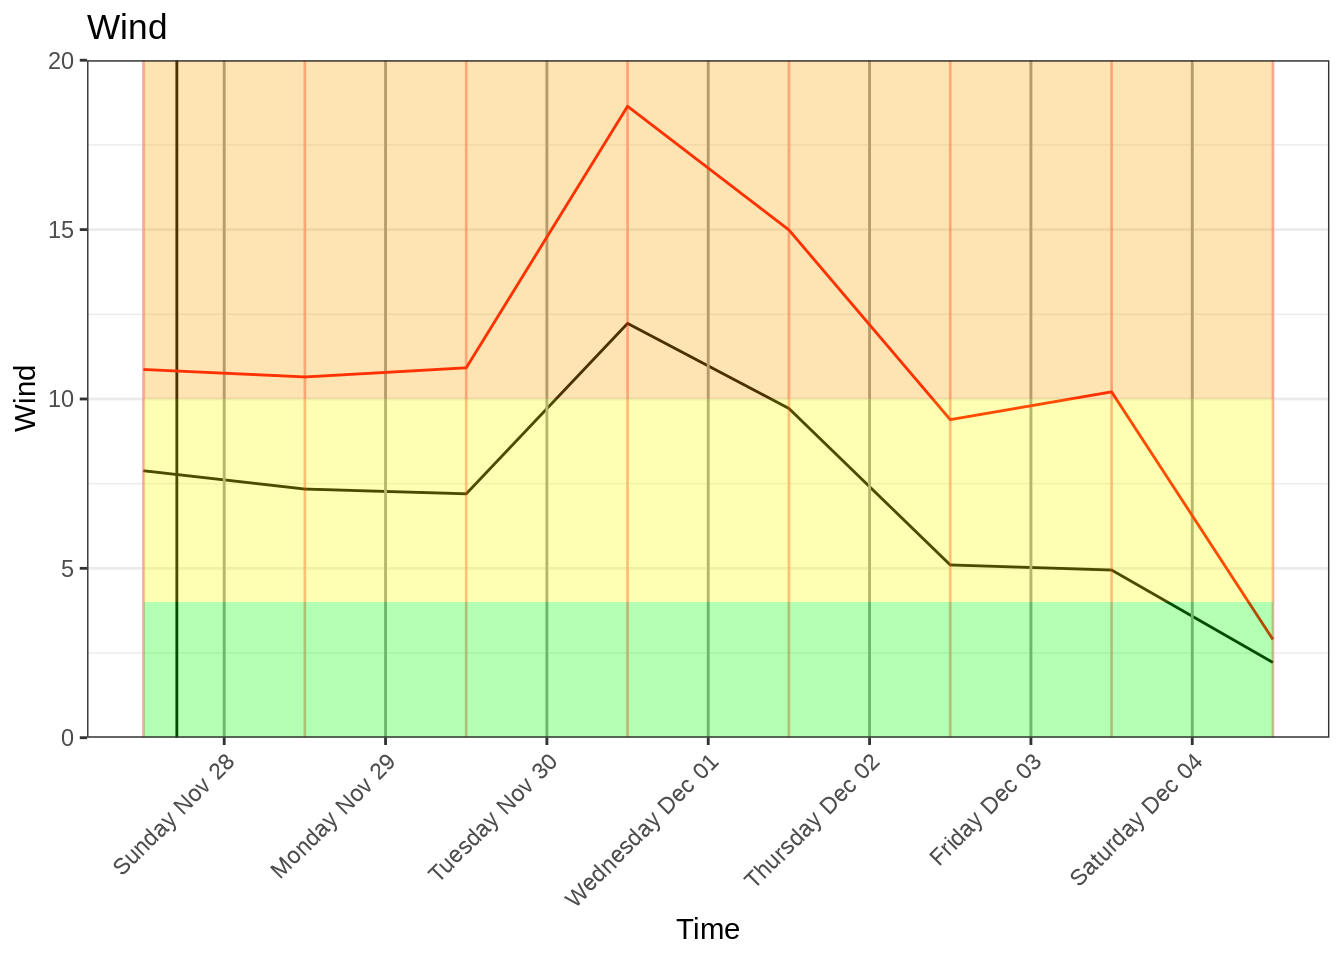 Wind
20
15
10
5
0
Wind
Sunday Nov 28
Monday Nov 29
Tuesday Nov 30
Wednesday Dec 01
Thursday Dec 02
Friday Dec 03
Saturday Dec 04
Time